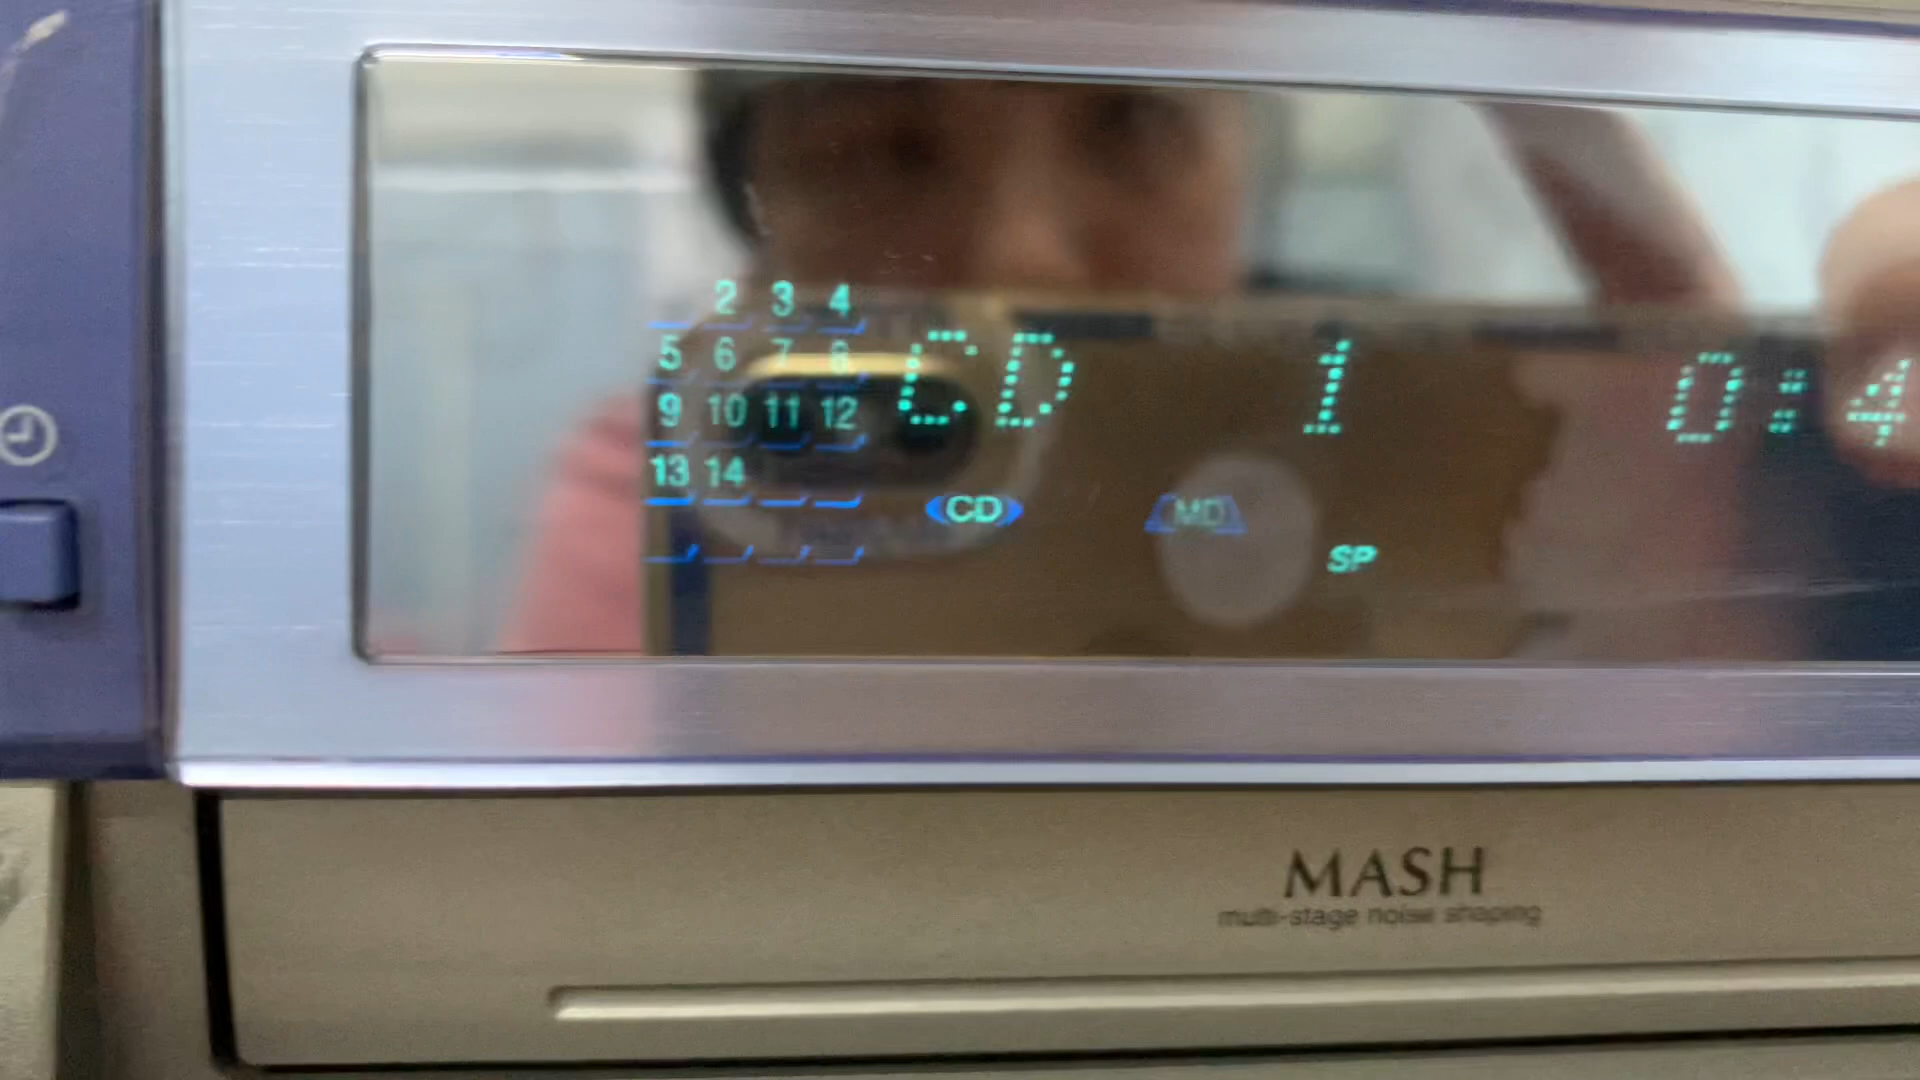 2 3 4
5 6 7 8
9 10 11 12
13 14
CD 1 0:4
CD MD
SP
MASH
multi-stage noise shaping